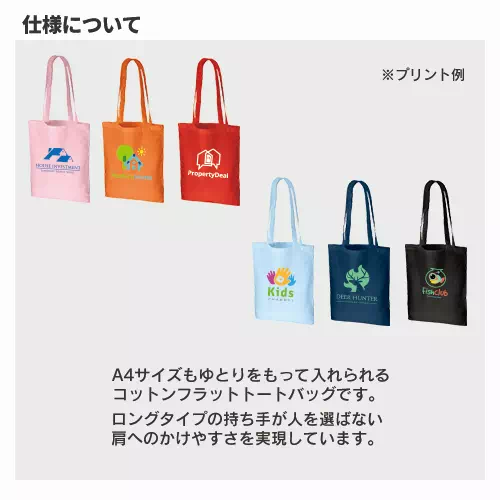 仕様について
※プリント例
HOUSE INVESTMENT
PropertyDeal
Kids
DEER HUNTER
fishclub
A4サイズもゆとりをもって入れられる
コットンフラットトートバッグです。
ロングタイプの持ち手が人を選ばない
肩へのかけやすさを実現しています。